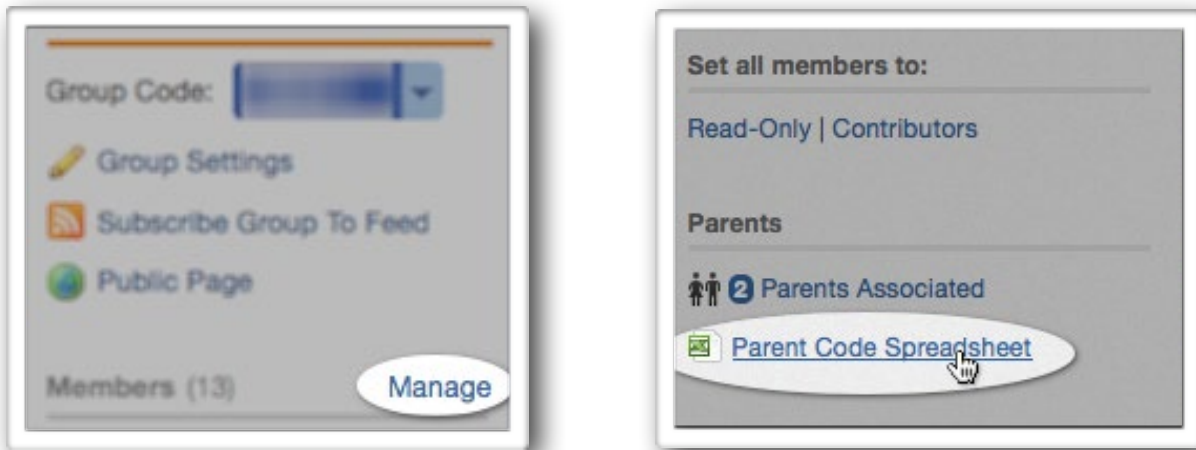 Group Code:
Group Settings
Subscribe Group To Feed
Public Page
Members (13) Manage
Set all members to:
Read-Only | Contributors
Parents
2 Parents Associated
Parent Code Spreadsheet